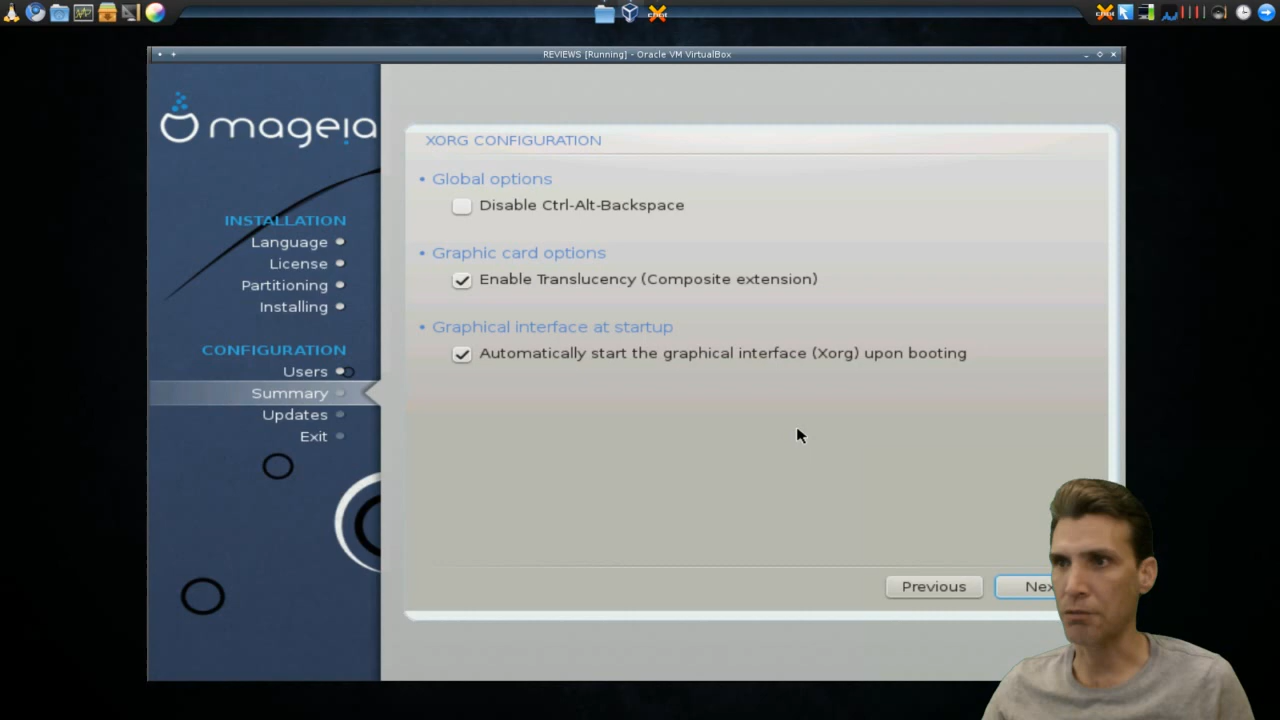 REVIEWS [Running] - Oracle VM VirtualBox
mageia
INSTALLATION
Language
License
Partitioning
Installing
CONFIGURATION
Users
Summary
Updates
Exit
XORG CONFIGURATION
• Global options
Disable Ctrl-Alt-Backspace
• Graphic card options
Enable Translucency (Composite extension)
• Graphical interface at startup
Automatically start the graphical interface (Xorg) upon booting
Previous